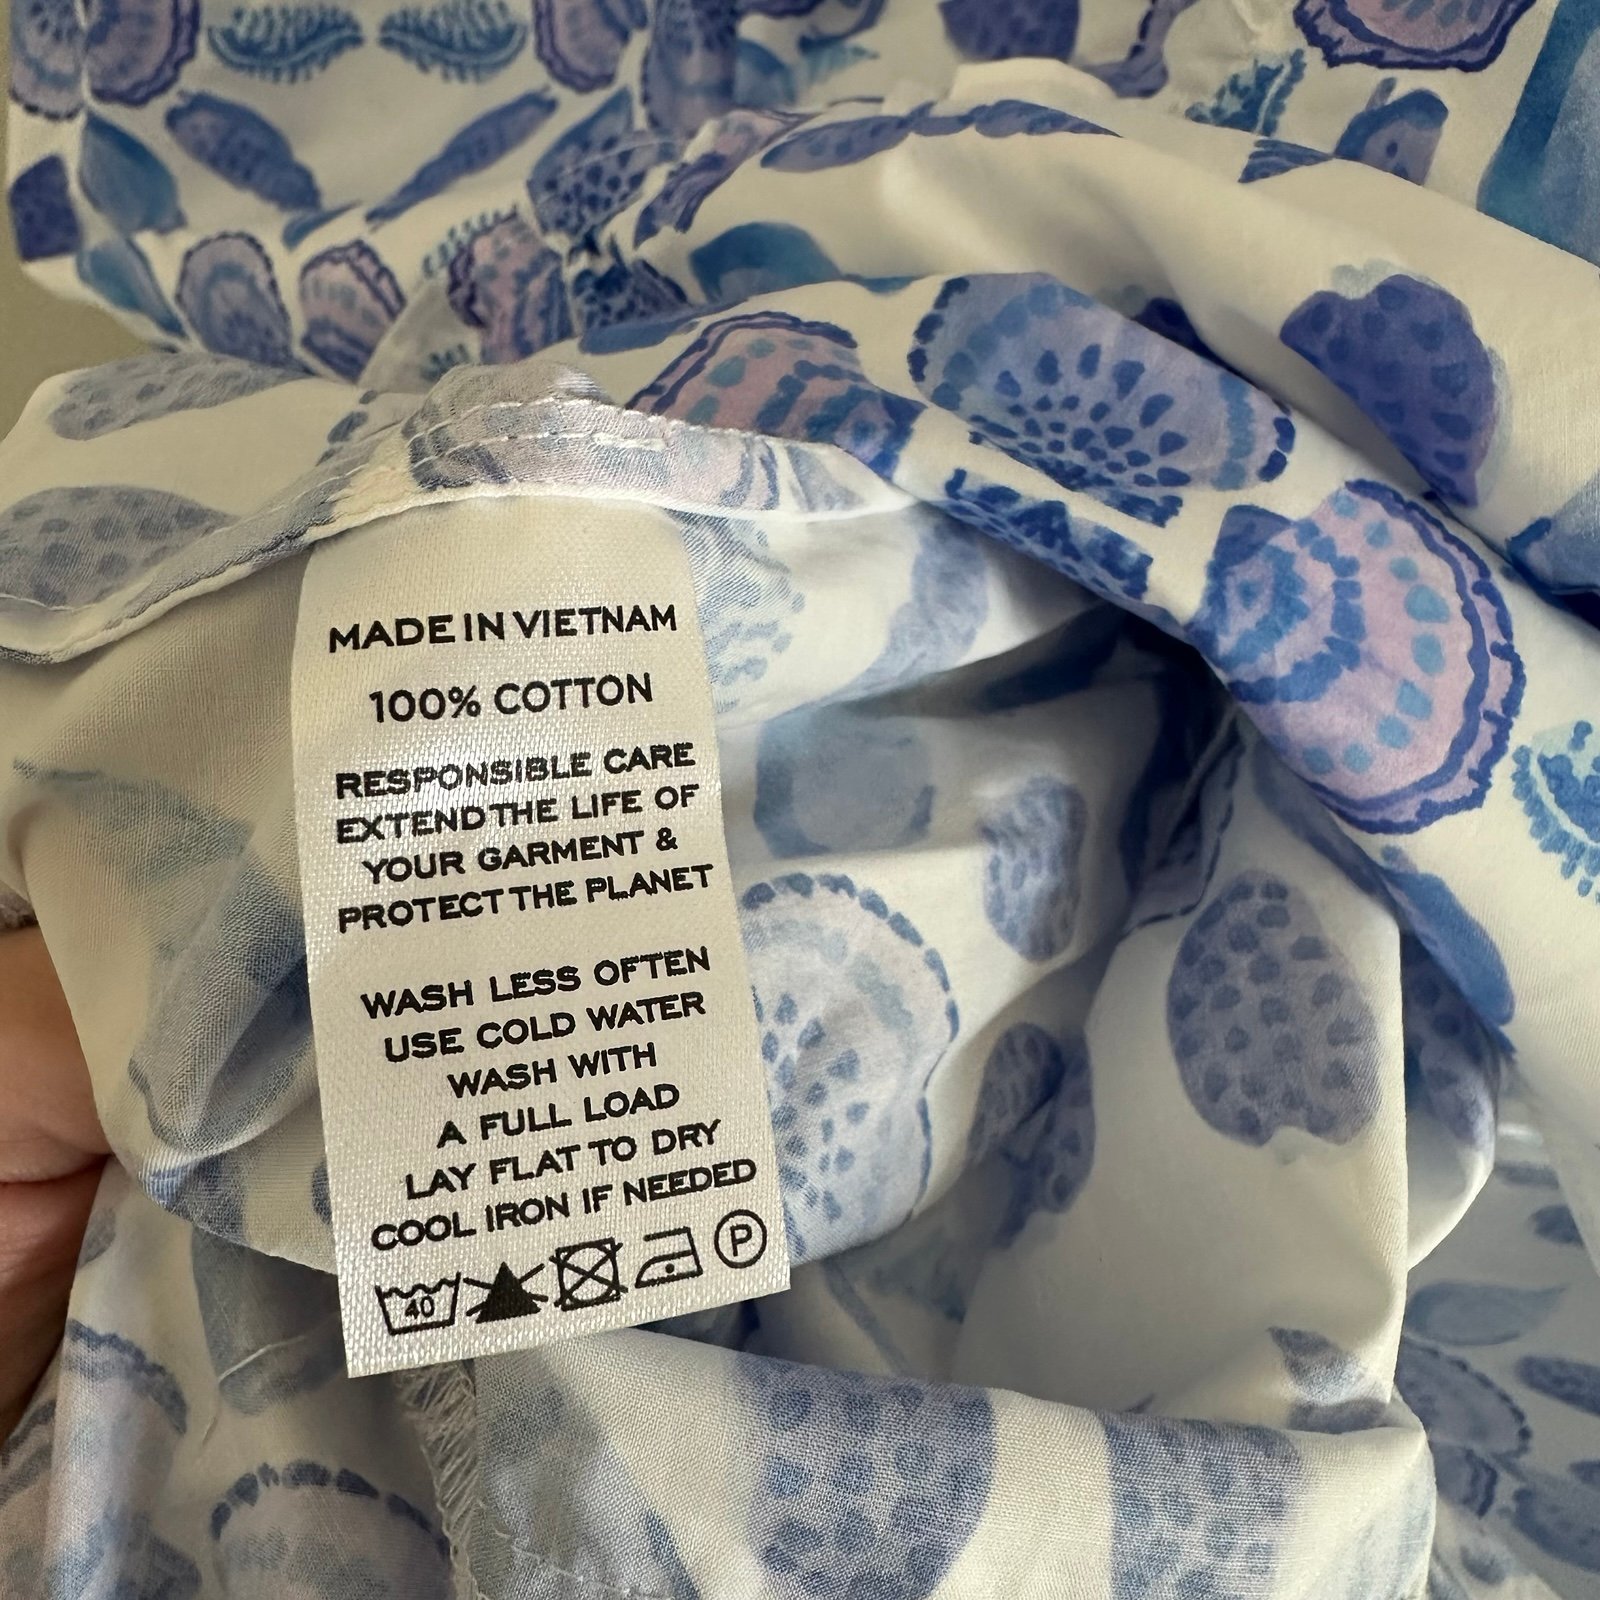 MADE IN VIETNAM
100% COTTON
RESPONSIBLE CARE
EXTEND THE LIFE OF
YOUR GARMENT &
PROTECT THE PLANET
WASH LESS OFTEN
USE COLD WATER
WASH WITH
A FULL LOAD
LAY FLAT TO DRY
COOL IRON IF NEEDED
40 P